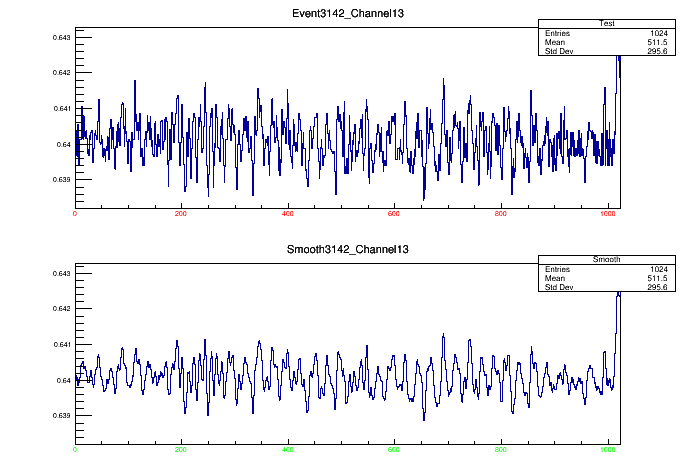 Event3142_Channel13
Test
Entries 1024
Mean 511.5
Std Dev 295.6
0.643
0.642
0.641
0.64
0.639
0 200 400 600 800 1000
Smooth3142_Channel13
Smooth
Entries 1024
Mean 511.5
Std Dev 295.6
0.643
0.642
0.641
0.64
0.639
0 200 400 600 800 1000